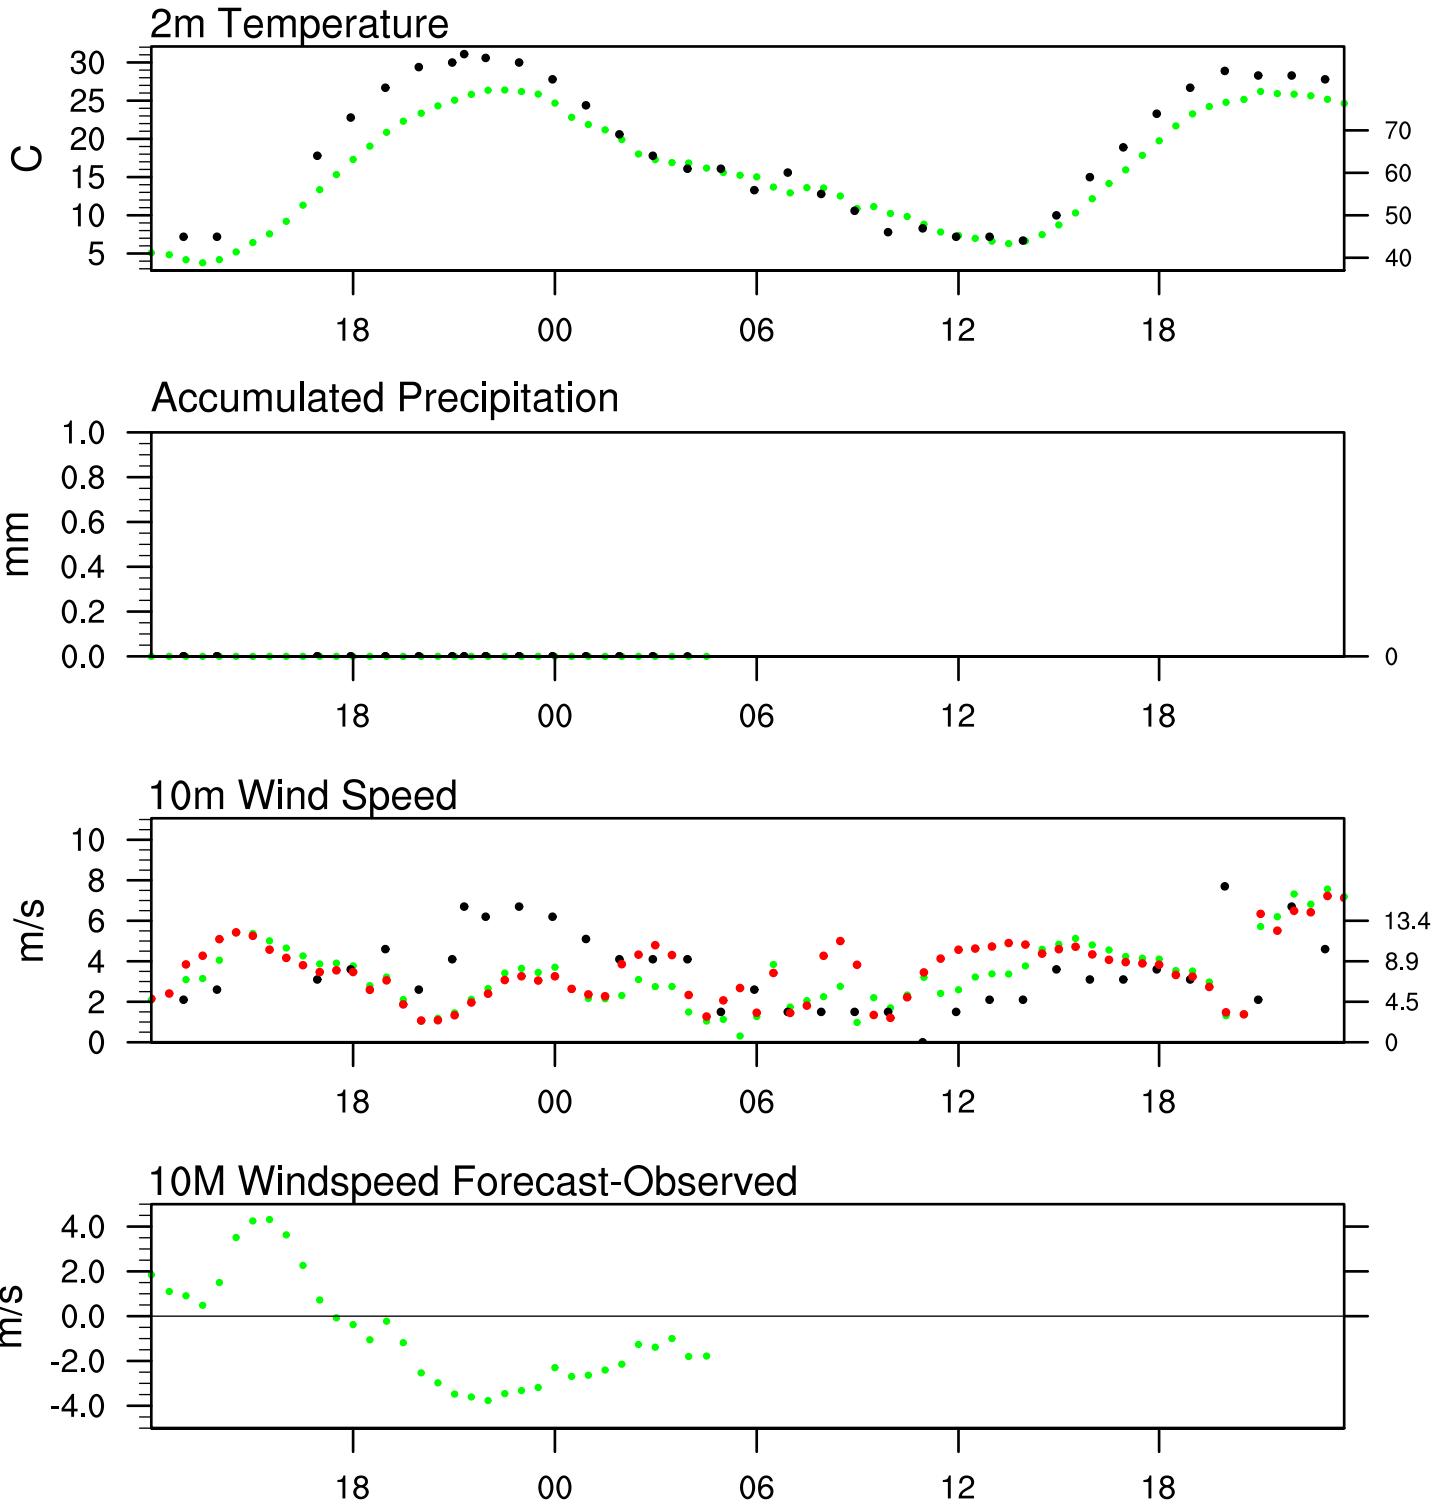 2m Temperature
30
25
20
15
10
5
C
70
60
50
40
18 00 06 12 18
Accumulated Precipitation
1.0
0.8
0.6
0.4
0.2
0.0
mm
0
18 00 06 12 18
10m Wind Speed
10
8
6
4
2
0
m/s
13.4
8.9
4.5
0
18 00 06 12 18
10M Windspeed Forecast-Observed
4.0
2.0
0.0
-2.0
-4.0
m/s
18 00 06 12 18